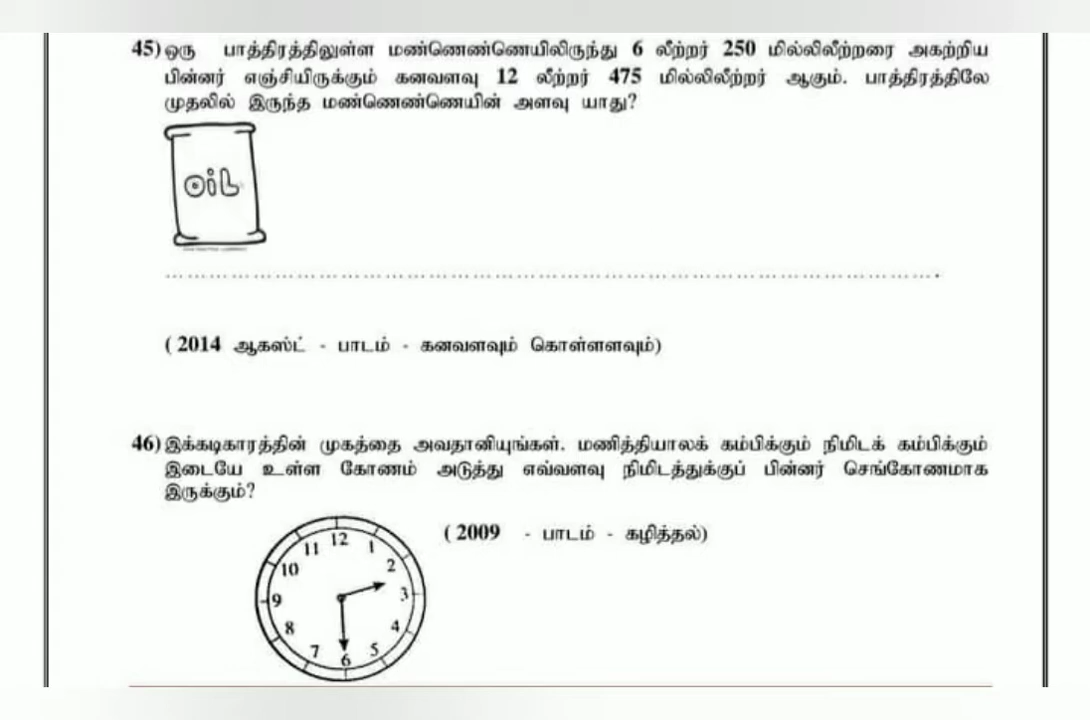 45) ஒரு பாத்திரத்திலுள்ள மண்ணெண்ணெயிலிருந்து 6 லீற்றர் 250 மில்லிலீற்றரை அகற்றிய
பின்னர் எஞ்சியிருக்கும் கனவளவு 12 லீற்றர் 475 மில்லிலீற்றர் ஆகும். பாத்திரத்திலே
முதலில் இருந்த மண்ணெண்ணெயின் அளவு யாது?
OiL
( 2014 ஆகஸ்ட் - பாடம் - கனவளவும் கொள்ளளவும்)
46) இக்கடிகாரத்தின் முகத்தை அவதானியுங்கள். மணித்தியாலக் கம்பிக்கும் நிமிடக் கம்பிக்கும்
இடையே உள்ள கோணம் அடுத்து எவ்வளவு நிமிடத்துக்குப் பின்னர் செங்கோணமாக
இருக்கும்?
( 2009 - பாடம் - கழித்தல்)
12
11 1
10 2
9 3
8 4
7 5
6